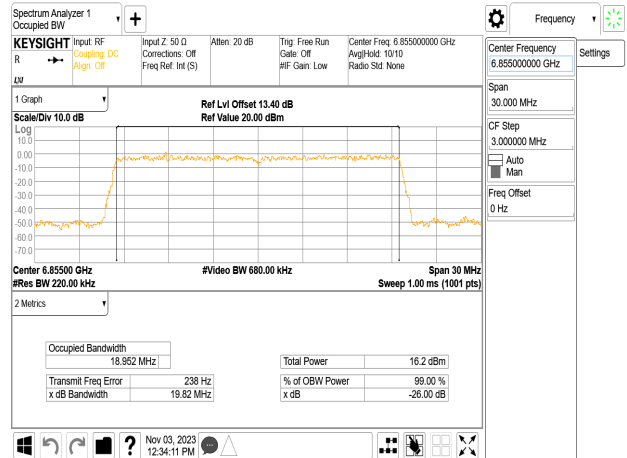 Spectrum Analyzer 1
Occupied BW
Frequency
KEYSIGHT
R
Input: RF
Coupling: DC
Align: Off
Input Z: 50 Ω
Corrections: Off
Freq Ref: Int (S)
Atten: 20 dB
Trig: Free Run
Gate: Off
#IF Gain: Low
Center Freq: 6.855000000 GHz
Avg|Hold: 10/10
Radio Std: None
Center Frequency
6.855000000 GHz
Settings
Span
30.000 MHz
CF Step
3.000000 MHz
Auto
Man
Freq Offset
0 Hz
1 Graph
Ref Lvl Offset 13.40 dB
Scale/Div 10.0 dB
Ref Value 20.00 dBm
Log
10.0
0.00
-10.0
-20.0
-30.0
-40.0
-50.0
-60.0
-70.0
Center 6.85500 GHz
#Video BW 680.00 kHz
Span 30 MHz
#Res BW 220.00 kHz
Sweep 1.00 ms (1001 pts)
2 Metrics
Occupied Bandwidth
18.952 MHz
Total Power 16.2 dBm
Transmit Freq Error 238 Hz
% of OBW Power 99.00 %
x dB Bandwidth 19.82 MHz
x dB -26.00 dB
?
Nov 03, 2023
12:34:11 PM